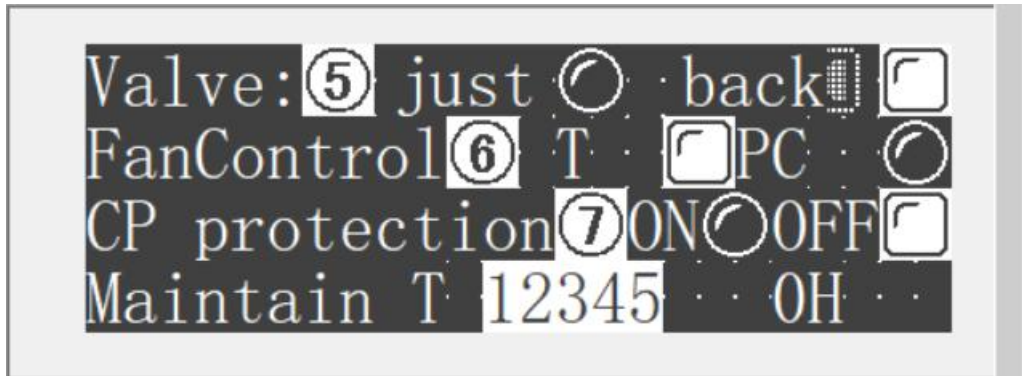 Valve:⑤ just back
FanControl⑥ T PC
CP protection⑦ON OFF
Maintain T 12345 0H